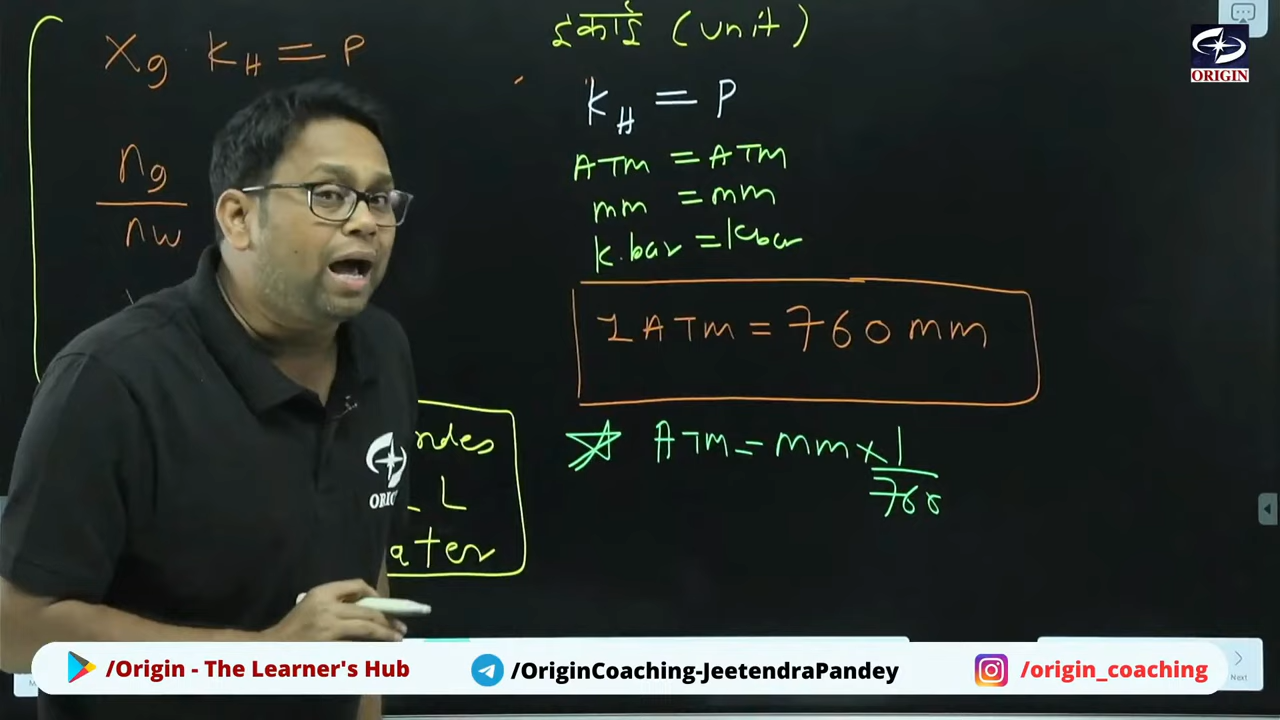 Xg KH = P
ng
nw
ndes
L
ater
इकाई (unit)
KH = P
ATM = ATM
mm = mm
k.bar = kbar
1 ATM = 760 mm
ATM = mm × 1/760
ORIGIN
/Origin - The Learner's Hub
/OriginCoaching-JeetendraPandey
/origin_coaching
Next